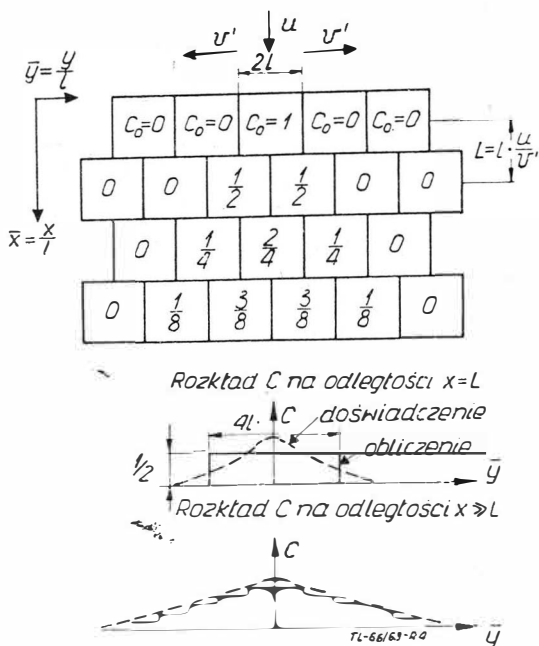 u
v' v'
2l
ȳ = y/l
C₀=0 C₀=0 C₀=1 C₀=0 C₀=0
L=l·u/v'
0 0 1/2 1/2 0 0
x̄ = x/l
0 1/4 2/4 1/4 0
0 1/8 3/8 3/8 1/8 0
Rozkład C na odległości x=L
4l. C doświadczenie
obliczenie
1/2
ȳ
Rozkład C na odległości x≫L
C
TL-66/63-R4
ȳ